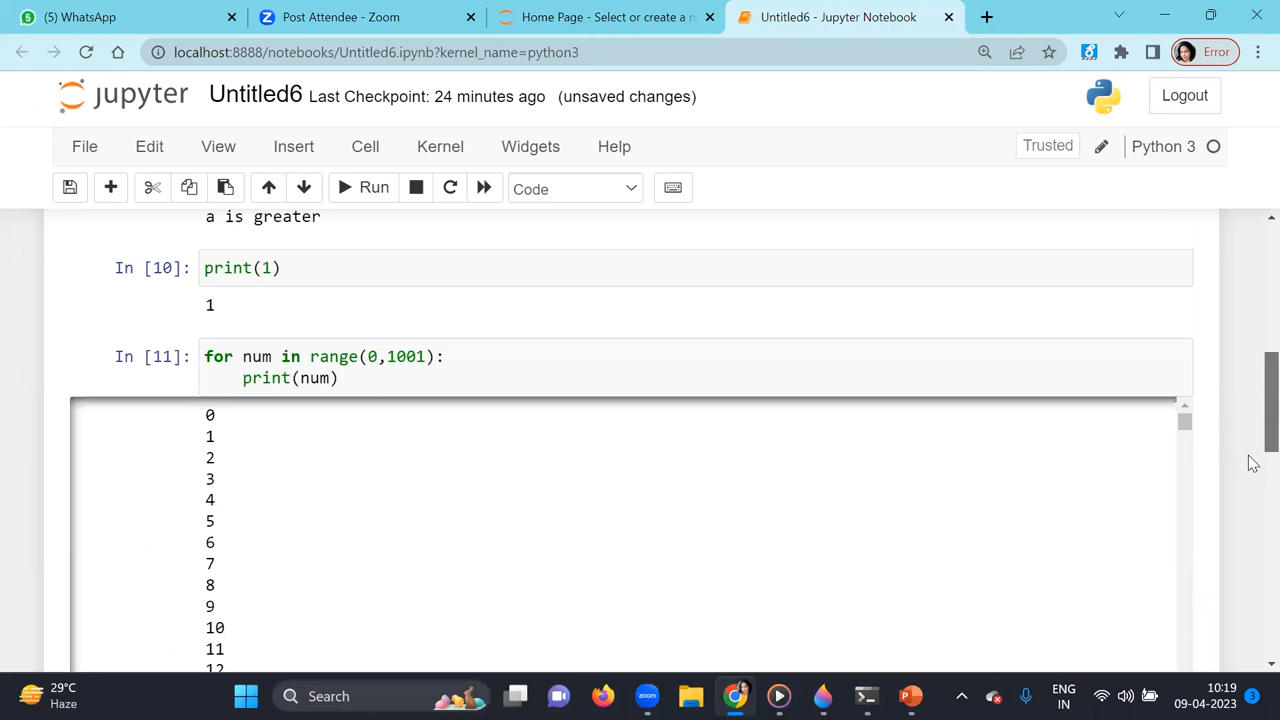 (5) WhatsApp
Post Attendee - Zoom
Home Page - Select or create a n
Untitled6 - Jupyter Notebook
localhost:8888/notebooks/Untitled6.ipynb?kernel_name=python3
Error
jupyter Untitled6 Last Checkpoint: 24 minutes ago (unsaved changes)
Logout
File Edit View Insert Cell Kernel Widgets Help
Trusted
Python 3
Run
Code
a is greater
In [10]: print(1)
1
In [11]: for num in range(0,1001):
print(num)
0
1
2
3
4
5
6
7
8
9
10
11
12
29°C
Haze
Search
zoom
ENG
IN
10:19
09-04-2023
3